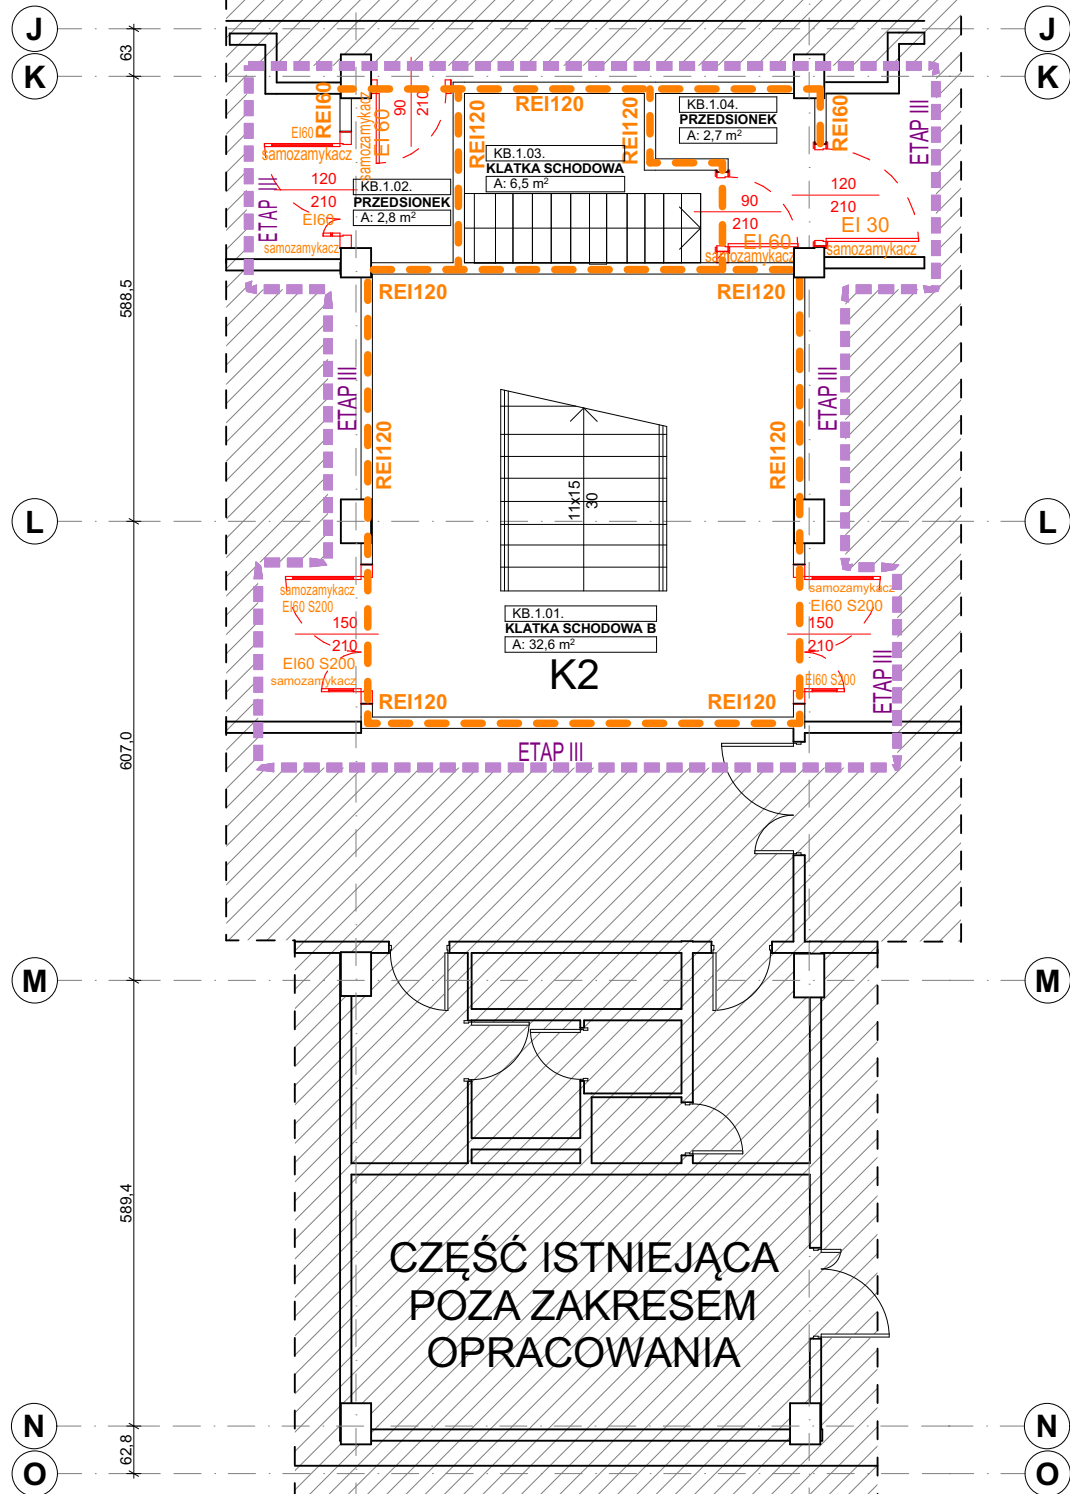 J
J
63
K
K
REI60
EI60
samozamykacz
samozamykacz
EI 60
90
210
REI120
REI120
REI120
KB.1.04.
PRZEDSIONEK
A: 2,7 m²
REI60
ETAP III
KB.1.03.
KLATKA SCHODOWA
A: 6,5 m²
120
210
EI60
samozamykacz
ETAP III
KB.1.02.
PRZEDSIONEK
A: 2,8 m²
90
210
EI 60
samozamykacz
120
210
EI 30
samozamykacz
REI120
REI120
588,5
ETAP III
REI120
REI120
ETAP III
11x15
30
L
L
samozamykacz
EI60 S200
150
210
EI60 S200
samozamykacz
KB.1.01.
KLATKA SCHODOWA B
A: 32,6 m²
K2
samozamykacz
EI60 S200
150
210
EI60 S200
ETAP III
REI120
REI120
ETAP III
607,0
M
M
589,4
CZĘŚĆ ISTNIEJĄCA
POZA ZAKRESEM
OPRACOWANIA
N
N
62,8
O
O